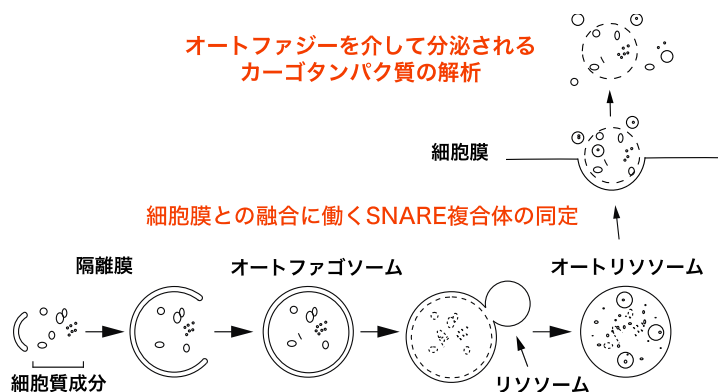 オートファジーを介して分泌される
カーゴタンパク質の解析
細胞膜
細胞膜との融合に働くSNARE複合体の同定
隔離膜
オートファゴソーム
オートリソソーム
細胞質成分
リソソーム